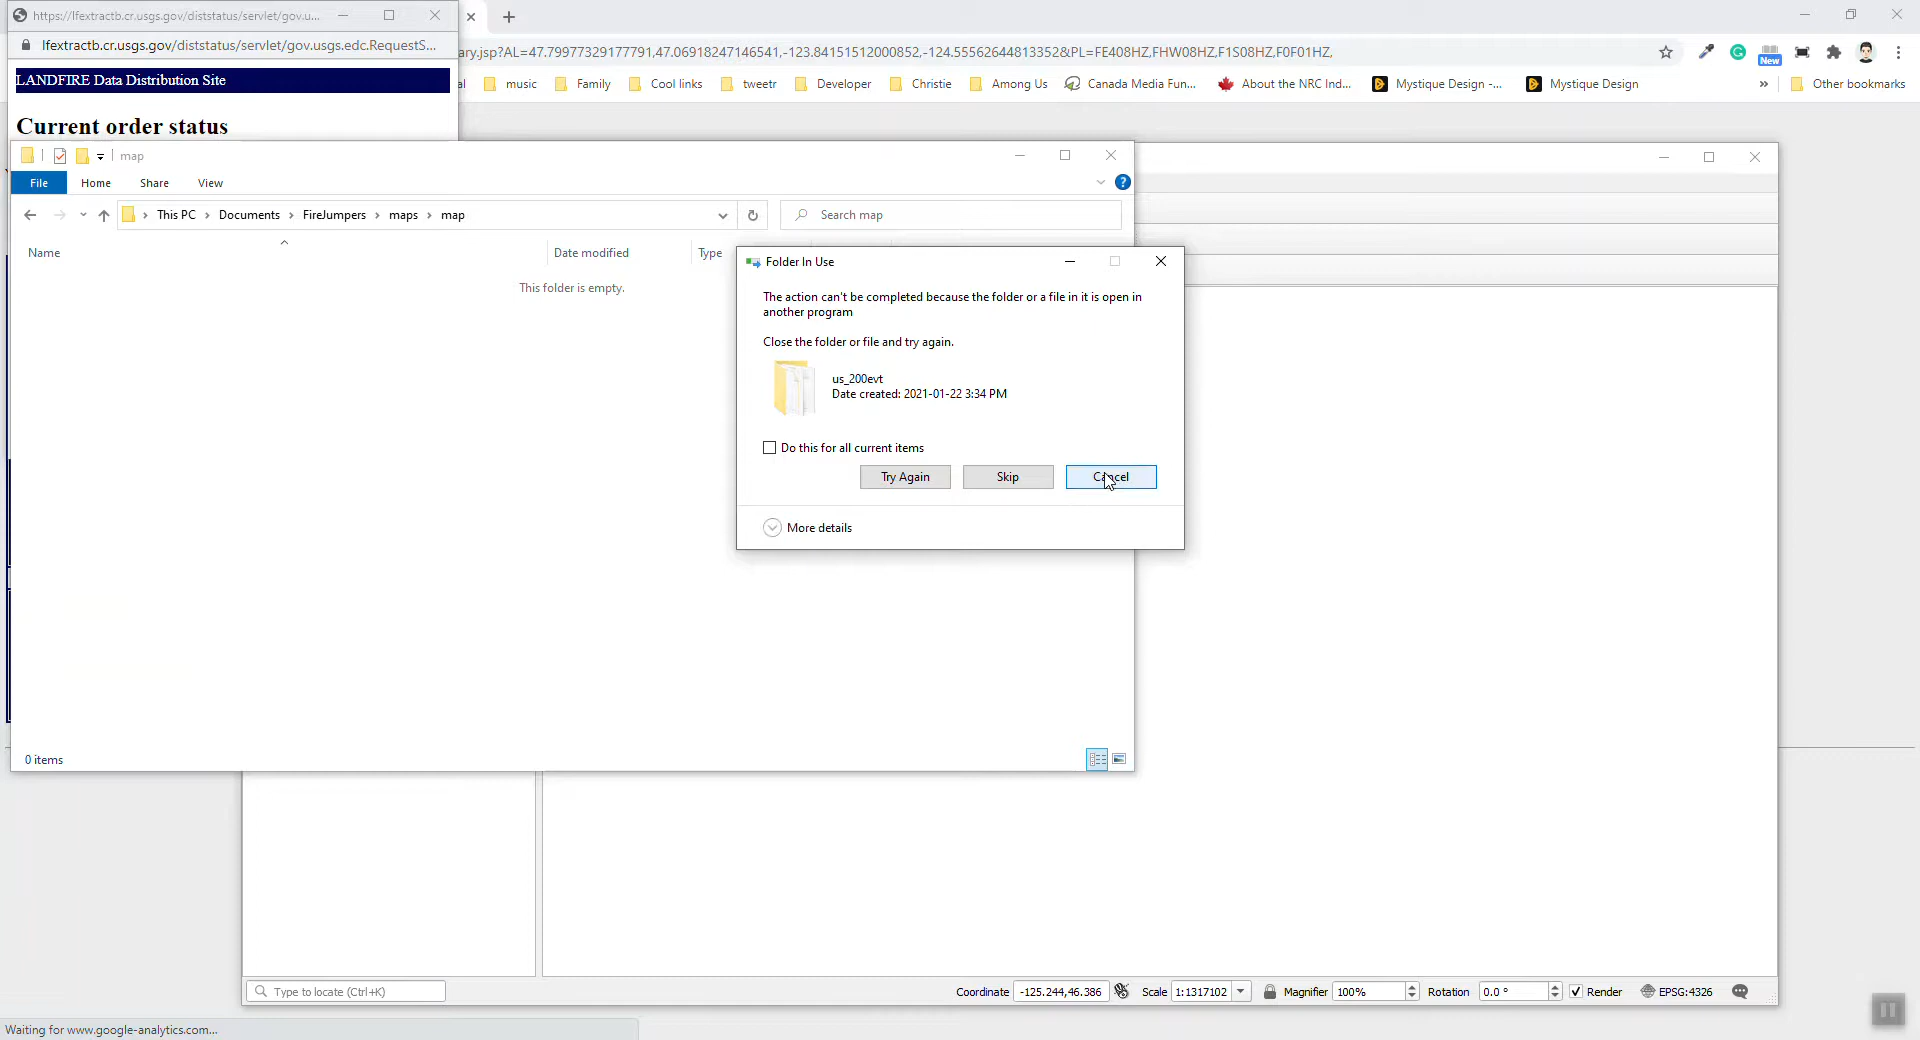 https://lfextractb.cr.usgs.gov/diststatus/servlet/gov.u...
lfextractb.cr.usgs.gov/diststatus/servlet/gov.usgs.edc.RequestS...
ary.jsp?AL=47.79977329177791,47.06918247146541,-123.84151512000852,-124.55562644813352&PL=FE408HZ,FHW08HZ,F1S08HZ,F0F01HZ,
New
LANDFIRE Data Distribution Site
al
music
Family
Cool links
tweetr
Developer
Christie
Among Us
Canada Media Fun...
About the NRC Ind...
Mystique Design -...
Mystique Design
»
Other bookmarks
Current order status
map
File
Home
Share
View
This PC > Documents > FireJumpers > maps > map
Search map
Name
Date modified
Type
This folder is empty.
Folder In Use
The action can't be completed because the folder or a file in it is open in
another program
Close the folder or file and try again.
us_200evt
Date created: 2021-01-22 3:34 PM
Do this for all current items
Try Again
Skip
Cancel
More details
0 items
Type to locate (Ctrl+K)
Coordinate
-125.244,46.386
Scale
1:1317102
Magnifier
100%
Rotation
0.0 °
Render
EPSG:4326
Waiting for www.google-analytics.com...